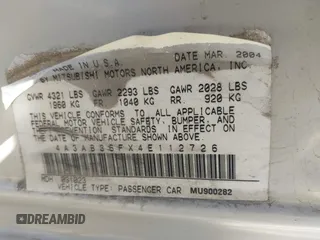 MADE IN U.S.A. DATE MAR. 2004
BY MITSUBISHI MOTORS NORTH AMERICA, INC.
GVWR 4321 LBS GAWR 2293 LBS GAWR 2028 LBS
1960 KG FR. 1040 KG RR. 920 KG
THIS VEHICLE CONFORMS TO ALL APPLICABLE
FEDERAL MOTOR VEHICLE SAFETY, BUMPER, AND
THEFT PREVENTION STANDARDS IN EFFECT ON
THE DATE OF MANUFACTURE SHOWN ABOVE.
4A3AB36FX4E112726
MDH: 091023
VEHICLE TYPE: PASSENGER CAR MU900282
DREAMBID